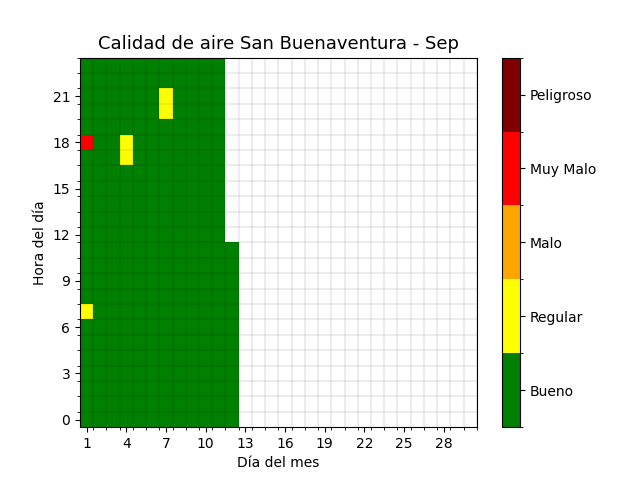 Calidad de aire San Buenaventura - Sep
Hora del día
21
18
15
12
9
6
3
0
1 4 7 10 13 16 19 22 25 28
Día del mes
Peligroso
Muy Malo
Malo
Regular
Bueno